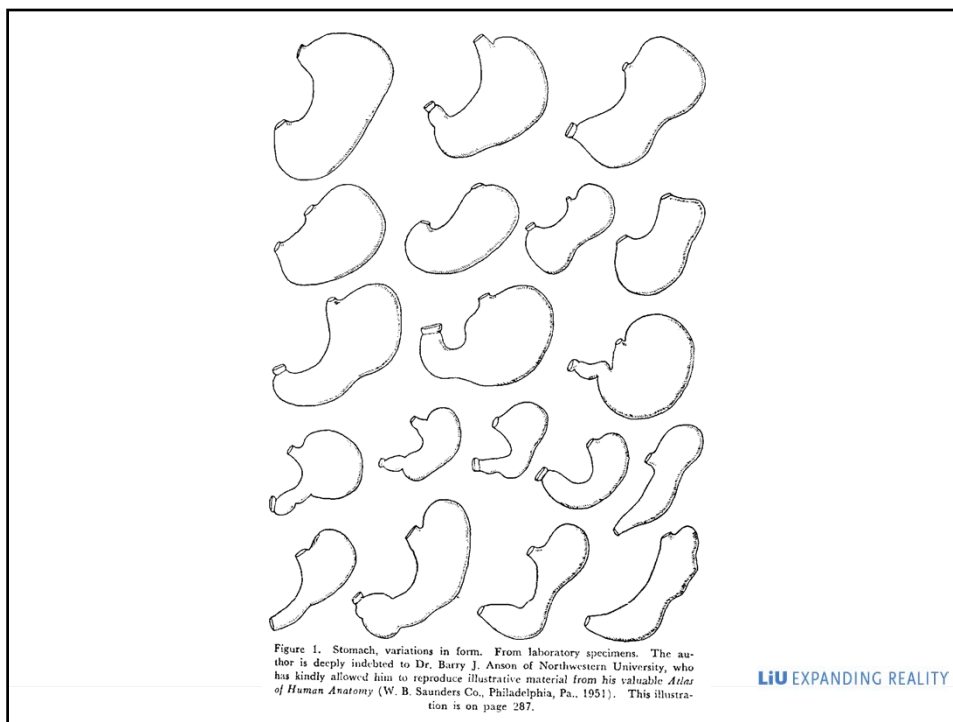 Figure 1. Stomach, variations in form. From laboratory specimens. The au-
thor is deeply indebted to Dr. Barry J. Anson of Northwestern University, who
has kindly allowed him to reproduce illustrative material from his valuable Atlas
of Human Anatomy (W. B. Saunders Co., Philadelphia, Pa., 1951). This illustra-
tion is on page 287.
LiU EXPANDING REALITY